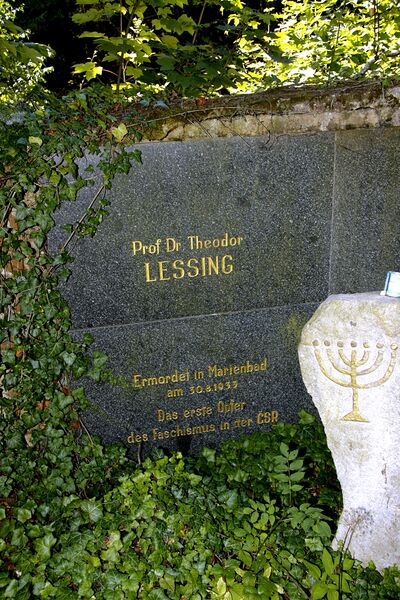 Prof Dr Theodor
LESSING
Ermordet in Marienbad
am 30.8.1933
Das erste Opfer
des Faschismus in der ČSR